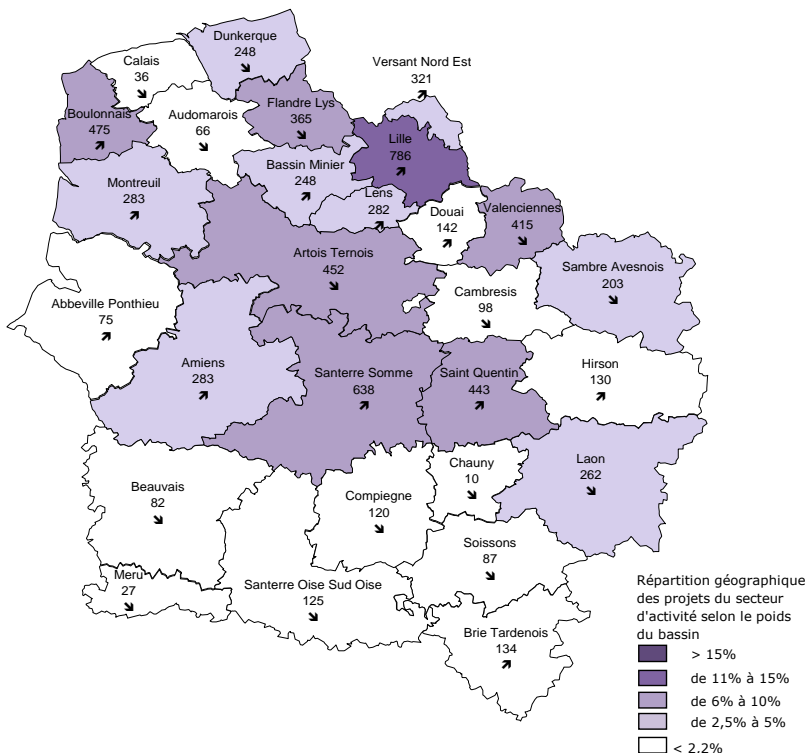 Dunkerque
248
Versant Nord Est
321
Calais
36
Flandre Lys
365
Boulonnais
475
Audomarois
66
Lille
786
Bassin Minier
248
Montreuil
283
Lens
282
Douai
142
Valenciennes
415
Artois Ternois
452
Sambre Avesnois
203
Cambresis
98
Abbeville Ponthieu
75
Amiens
283
Santerre Somme
638
Saint Quentin
443
Hirson
130
Chauny
10
Laon
262
Beauvais
82
Compiegne
120
Soissons
87
Meru
27
Santerre Oise Sud Oise
125
Brie Tardenois
134
Répartition géographique
des projets du secteur
d'activité selon le poids
du bassin
> 15%
de 11% à 15%
de 6% à 10%
de 2,5% à 5%
< 2,2%